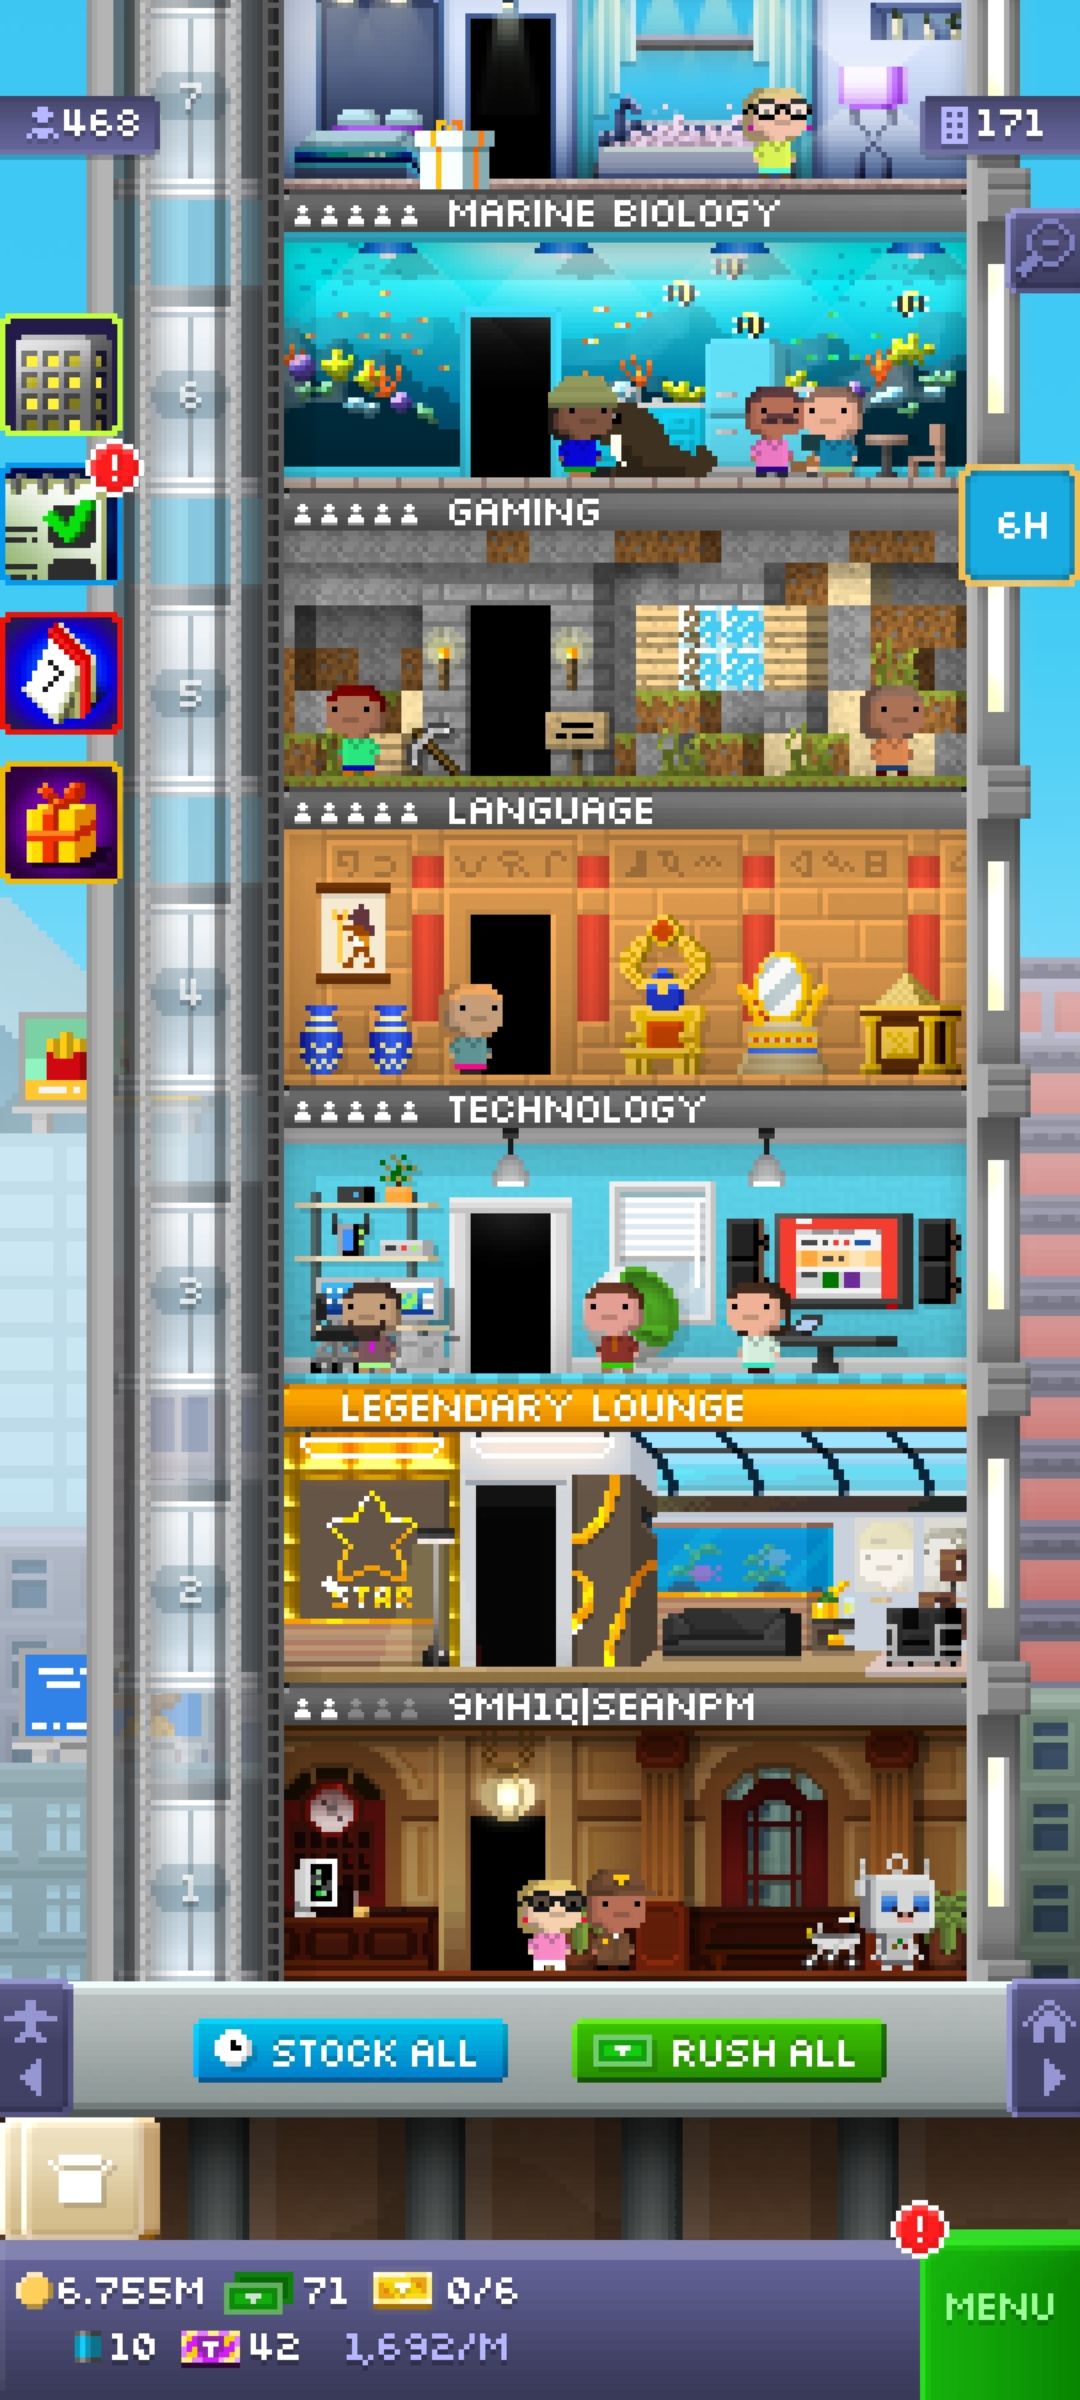 7
468
171
MARINE BIOLOGY
6
GAMING
6H
5
LANGUAGE
4
TECHNOLOGY
3
LEGENDARY LOUNGE
STAR
2
9MH1Q|SEANPM
1
STOCK ALL
RUSH ALL
6.755M 71 0/6
MENU
10 42 1,692/M